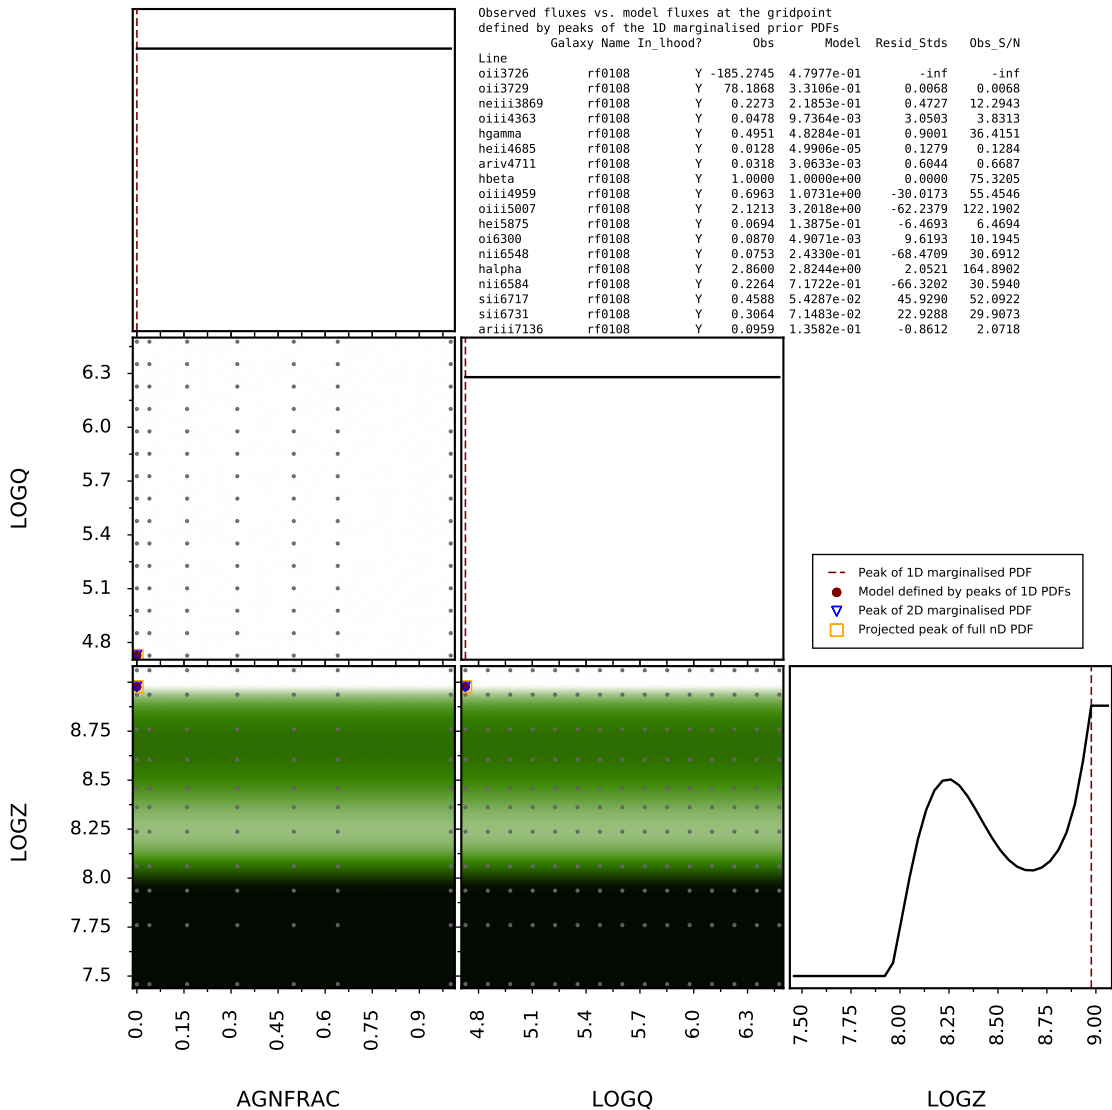 Observed fluxes vs. model fluxes at the gridpoint
defined by peaks of the 1D marginalised prior PDFs
Galaxy Name In_lhood? Obs Model Resid_Stds Obs_S/N
Line
oii3726 rf0108 Y -185.2745 4.7977e-01 -inf -inf
oii3729 rf0108 Y 78.1868 3.3106e-01 0.0068 0.0068
neiii3869 rf0108 Y 0.2273 2.1853e-01 0.4727 12.2943
oiii4363 rf0108 Y 0.0478 9.7364e-03 3.0503 3.8313
hgamma rf0108 Y 0.4951 4.8284e-01 0.9001 36.4151
heii4685 rf0108 Y 0.0128 4.9906e-05 0.1279 0.1284
ariv4711 rf0108 Y 0.0318 3.0633e-03 0.6044 0.6687
hbeta rf0108 Y 1.0000 1.0000e+00 0.0000 75.3205
oiii4959 rf0108 Y 0.6963 1.0731e+00 -30.0173 55.4546
oiii5007 rf0108 Y 2.1213 3.2018e+00 -62.2379 122.1902
hei5875 rf0108 Y 0.0694 1.3875e-01 -6.4693 6.4694
oi6300 rf0108 Y 0.0870 4.9071e-03 9.6193 10.1945
nii6548 rf0108 Y 0.0753 2.4330e-01 -68.4709 30.6912
halpha rf0108 Y 2.8600 2.8244e+00 2.0521 164.8902
nii6584 rf0108 Y 0.2264 7.1722e-01 -66.3202 30.5940
sii6717 rf0108 Y 0.4588 5.4287e-02 45.9290 52.0922
sii6731 rf0108 Y 0.3064 7.1483e-02 22.9288 29.9073
ariii7136 rf0108 Y 0.0959 1.3582e-01 -0.8612 2.0718
6.3
6.0
5.7
5.4
5.1
4.8
LOGQ
Peak of 1D marginalised PDF
Model defined by peaks of 1D PDFs
Peak of 2D marginalised PDF
Projected peak of full nD PDF
8.75
8.5
8.25
8.0
7.75
7.5
LOGZ
0.0 0.15 0.3 0.45 0.6 0.75 0.9
4.8 5.1 5.4 5.7 6.0 6.3
7.50 7.75 8.00 8.25 8.50 8.75 9.00
AGNFRAC LOGQ LOGZ